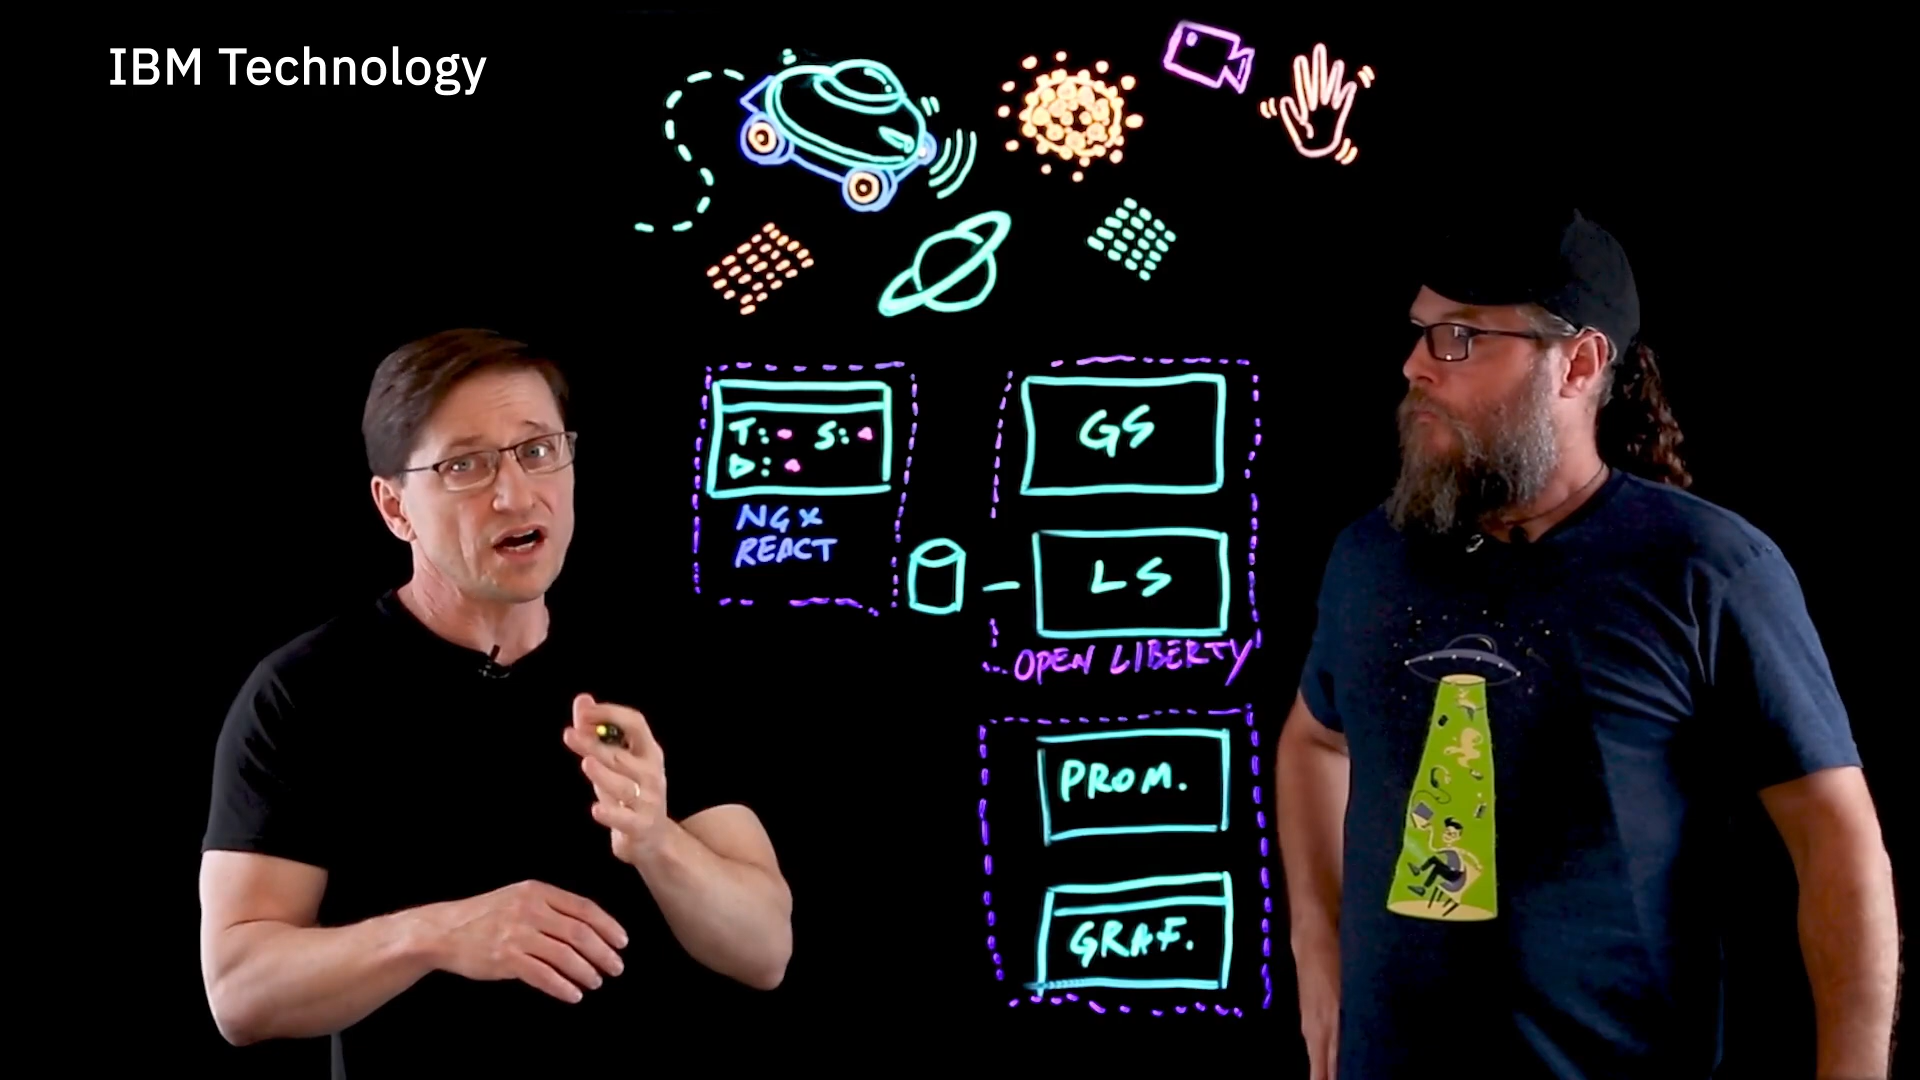 IBM Technology
T: S:
D:
NGX
REACT
GS
LS
OPEN LIBERTY
PROM.
GRAF.